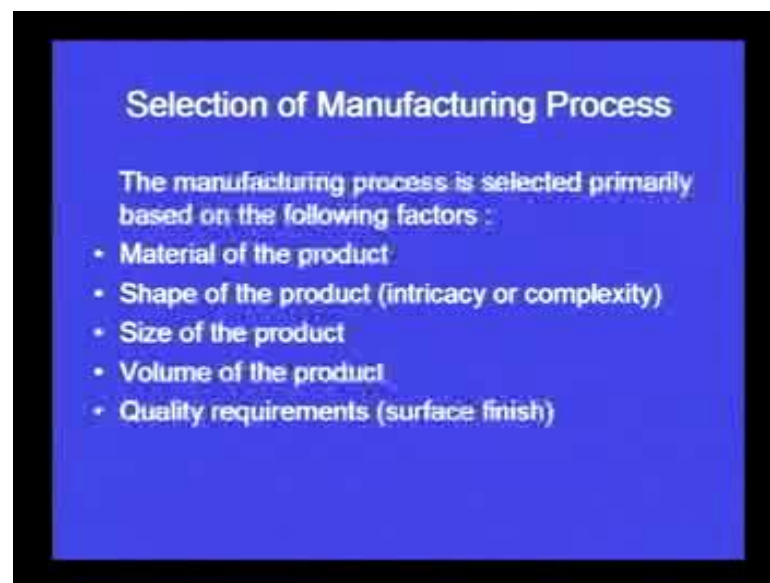 Selection of Manufacturing Process
The manufacturing process is selected primarily
based on the following factors :
• Material of the product
• Shape of the product (intricacy or complexity)
• Size of the product
• Volume of the product
• Quality requirements (surface finish)